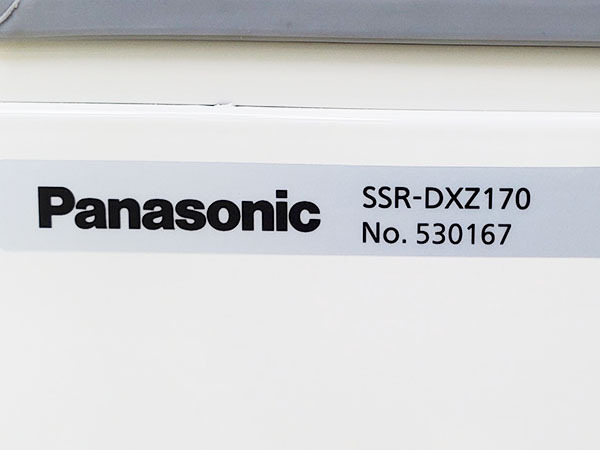 Panasonic
SSR-DXZ170
No. 530167